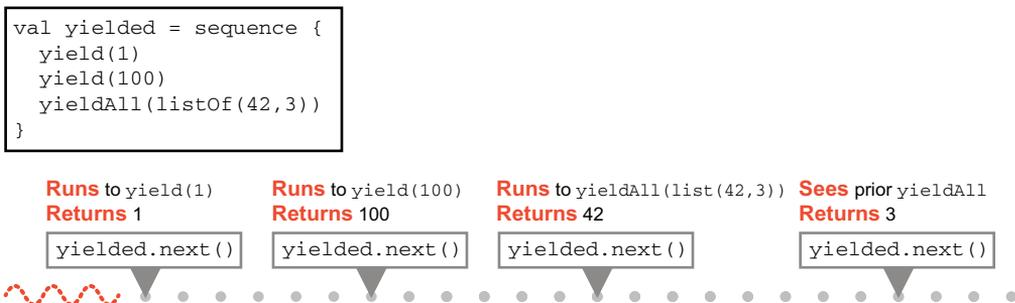 val yielded = sequence {
  yield(1)
  yield(100)
  yieldAll(listOf(42,3))
}
Runs to yield(1)
Returns 1
yielded.next()
Runs to yield(100)
Returns 100
yielded.next()
Runs to yieldAll(list(42,3))
Returns 42
yielded.next()
Sees prior yieldAll
Returns 3
yielded.next()